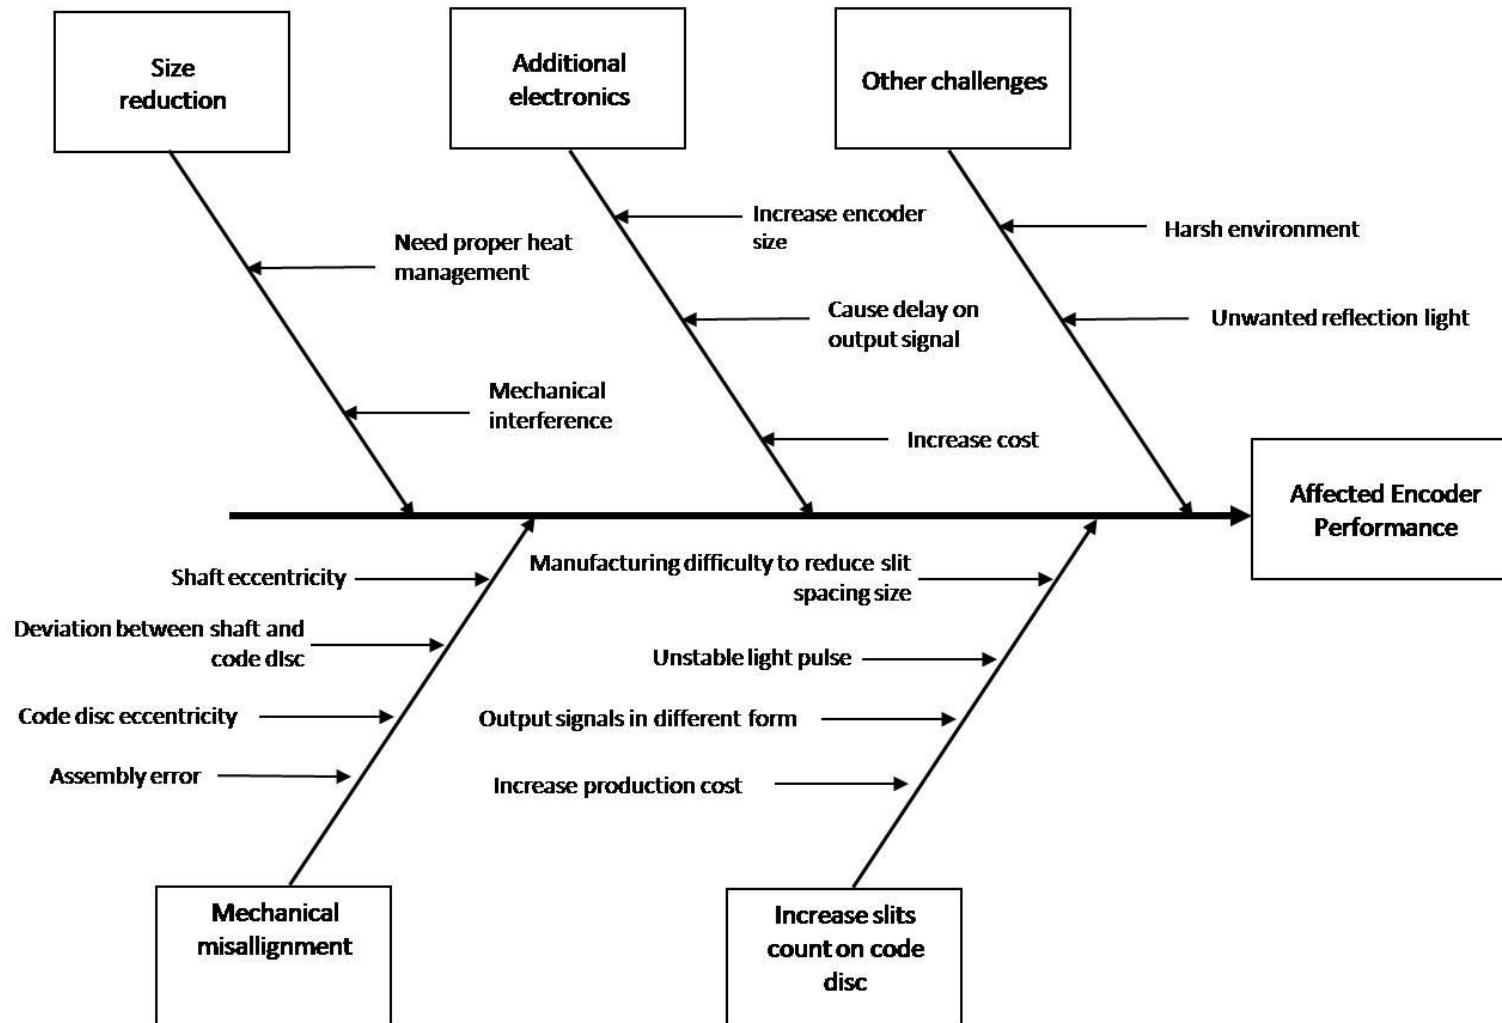 Size
reduction
Additional
electronics
Other challenges
Increase encoder
size
Harsh environment
Need proper heat
management
Cause delay on
output signal
Unwanted reflection light
Mechanical
interference
Increase cost
Affected Encoder
Performance
Shaft eccentricity
Deviation between shaft and
code disc
Code disc eccentricity
Assembly error
Manufacturing difficulty to reduce slit
spacing size
Unstable light pulse
Output signals in different form
Increase production cost
Mechanical
misallignment
Increase slits
count on code
disc